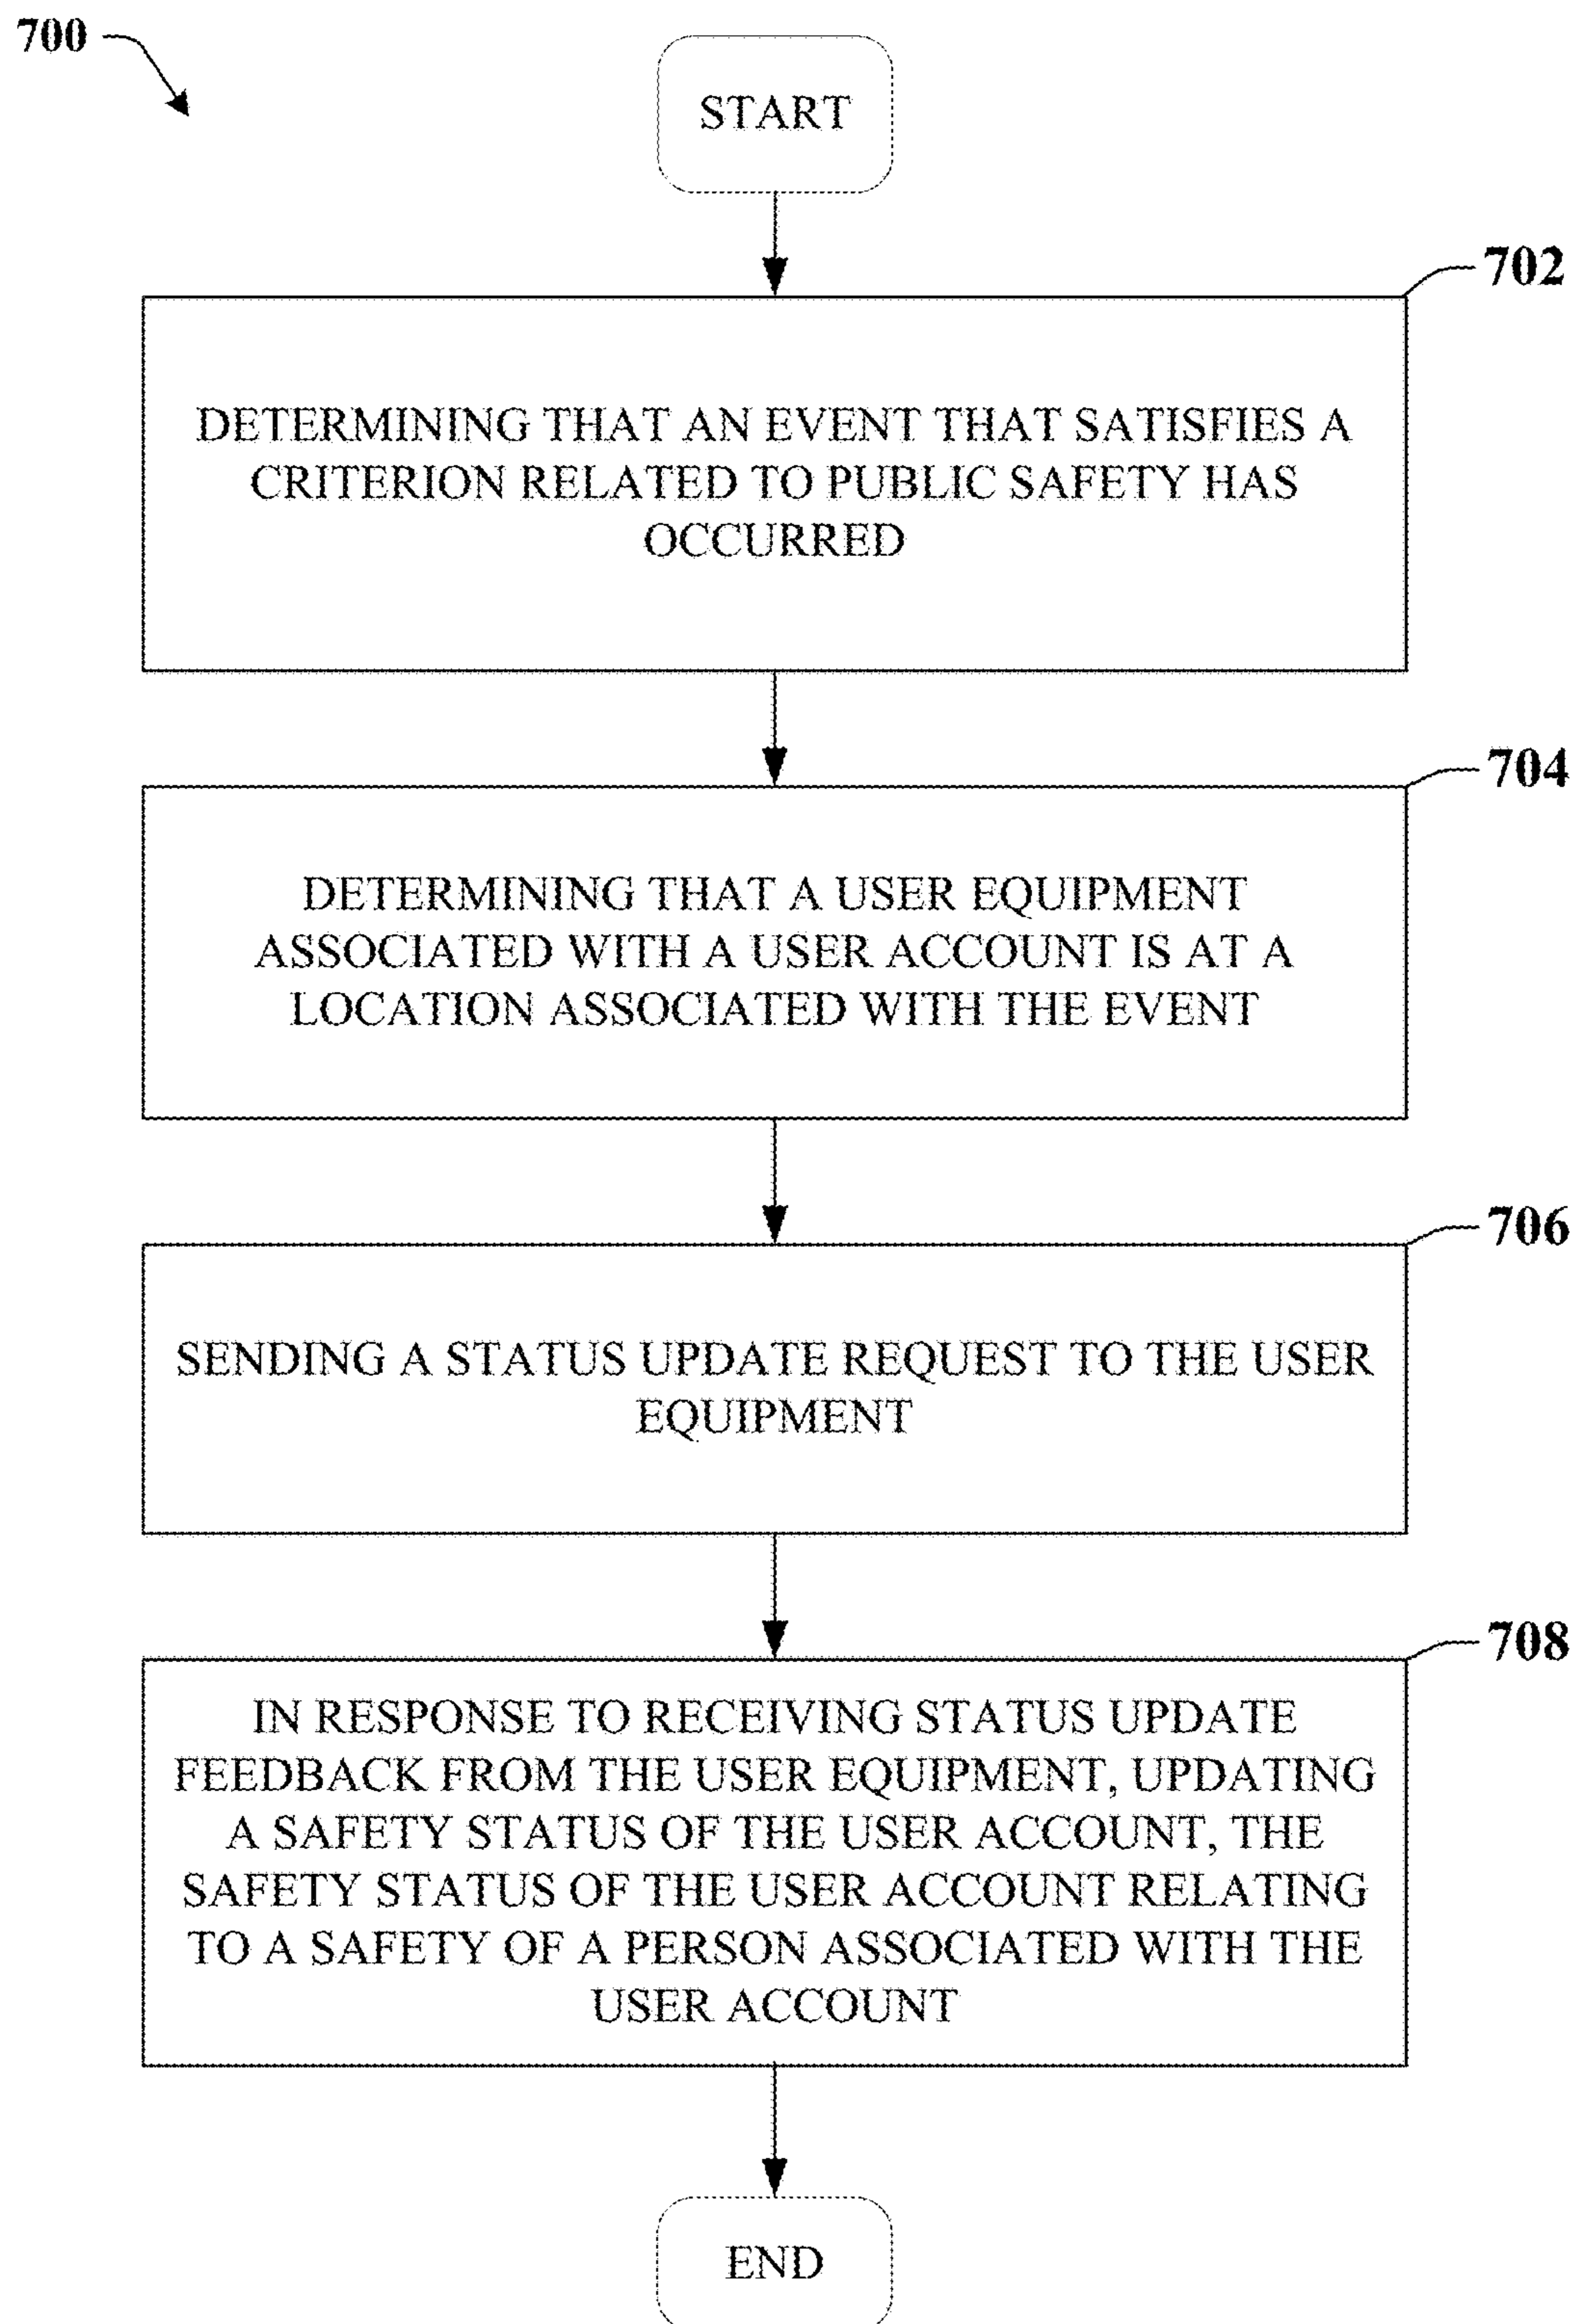 700
START
702
DETERMINING THAT AN EVENT THAT SATISFIES A
CRITERION RELATED TO PUBLIC SAFETY HAS
OCCURRED
704
DETERMINING THAT A USER EQUIPMENT
ASSOCIATED WITH A USER ACCOUNT IS AT A
LOCATION ASSOCIATED WITH THE EVENT
706
SENDING A STATUS UPDATE REQUEST TO THE USER
EQUIPMENT
708
IN RESPONSE TO RECEIVING STATUS UPDATE
FEEDBACK FROM THE USER EQUIPMENT, UPDATING
A SAFETY STATUS OF THE USER ACCOUNT, THE
SAFETY STATUS OF THE USER ACCOUNT RELATING
TO A SAFETY OF A PERSON ASSOCIATED WITH THE
USER ACCOUNT
END